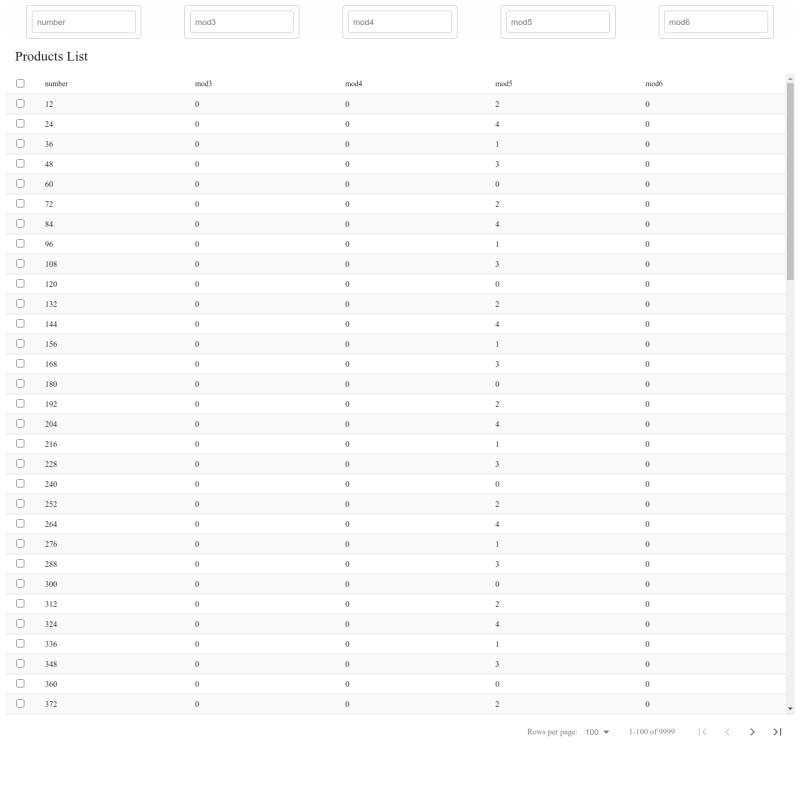 number mod3 mod4 mod5 mod6
Products List
number mod3 mod4 mod5 mod6
12 0 0 2 0
24 0 0 4 0
36 0 0 1 0
48 0 0 3 0
60 0 0 0 0
72 0 0 2 0
84 0 0 4 0
96 0 0 1 0
108 0 0 3 0
120 0 0 0 0
132 0 0 2 0
144 0 0 4 0
156 0 0 1 0
168 0 0 3 0
180 0 0 0 0
192 0 0 2 0
204 0 0 4 0
216 0 0 1 0
228 0 0 3 0
240 0 0 0 0
252 0 0 2 0
264 0 0 4 0
276 0 0 1 0
288 0 0 3 0
300 0 0 0 0
312 0 0 2 0
324 0 0 4 0
336 0 0 1 0
348 0 0 3 0
360 0 0 0 0
372 0 0 2 0
Rows per page: 100 1-100 of 9999